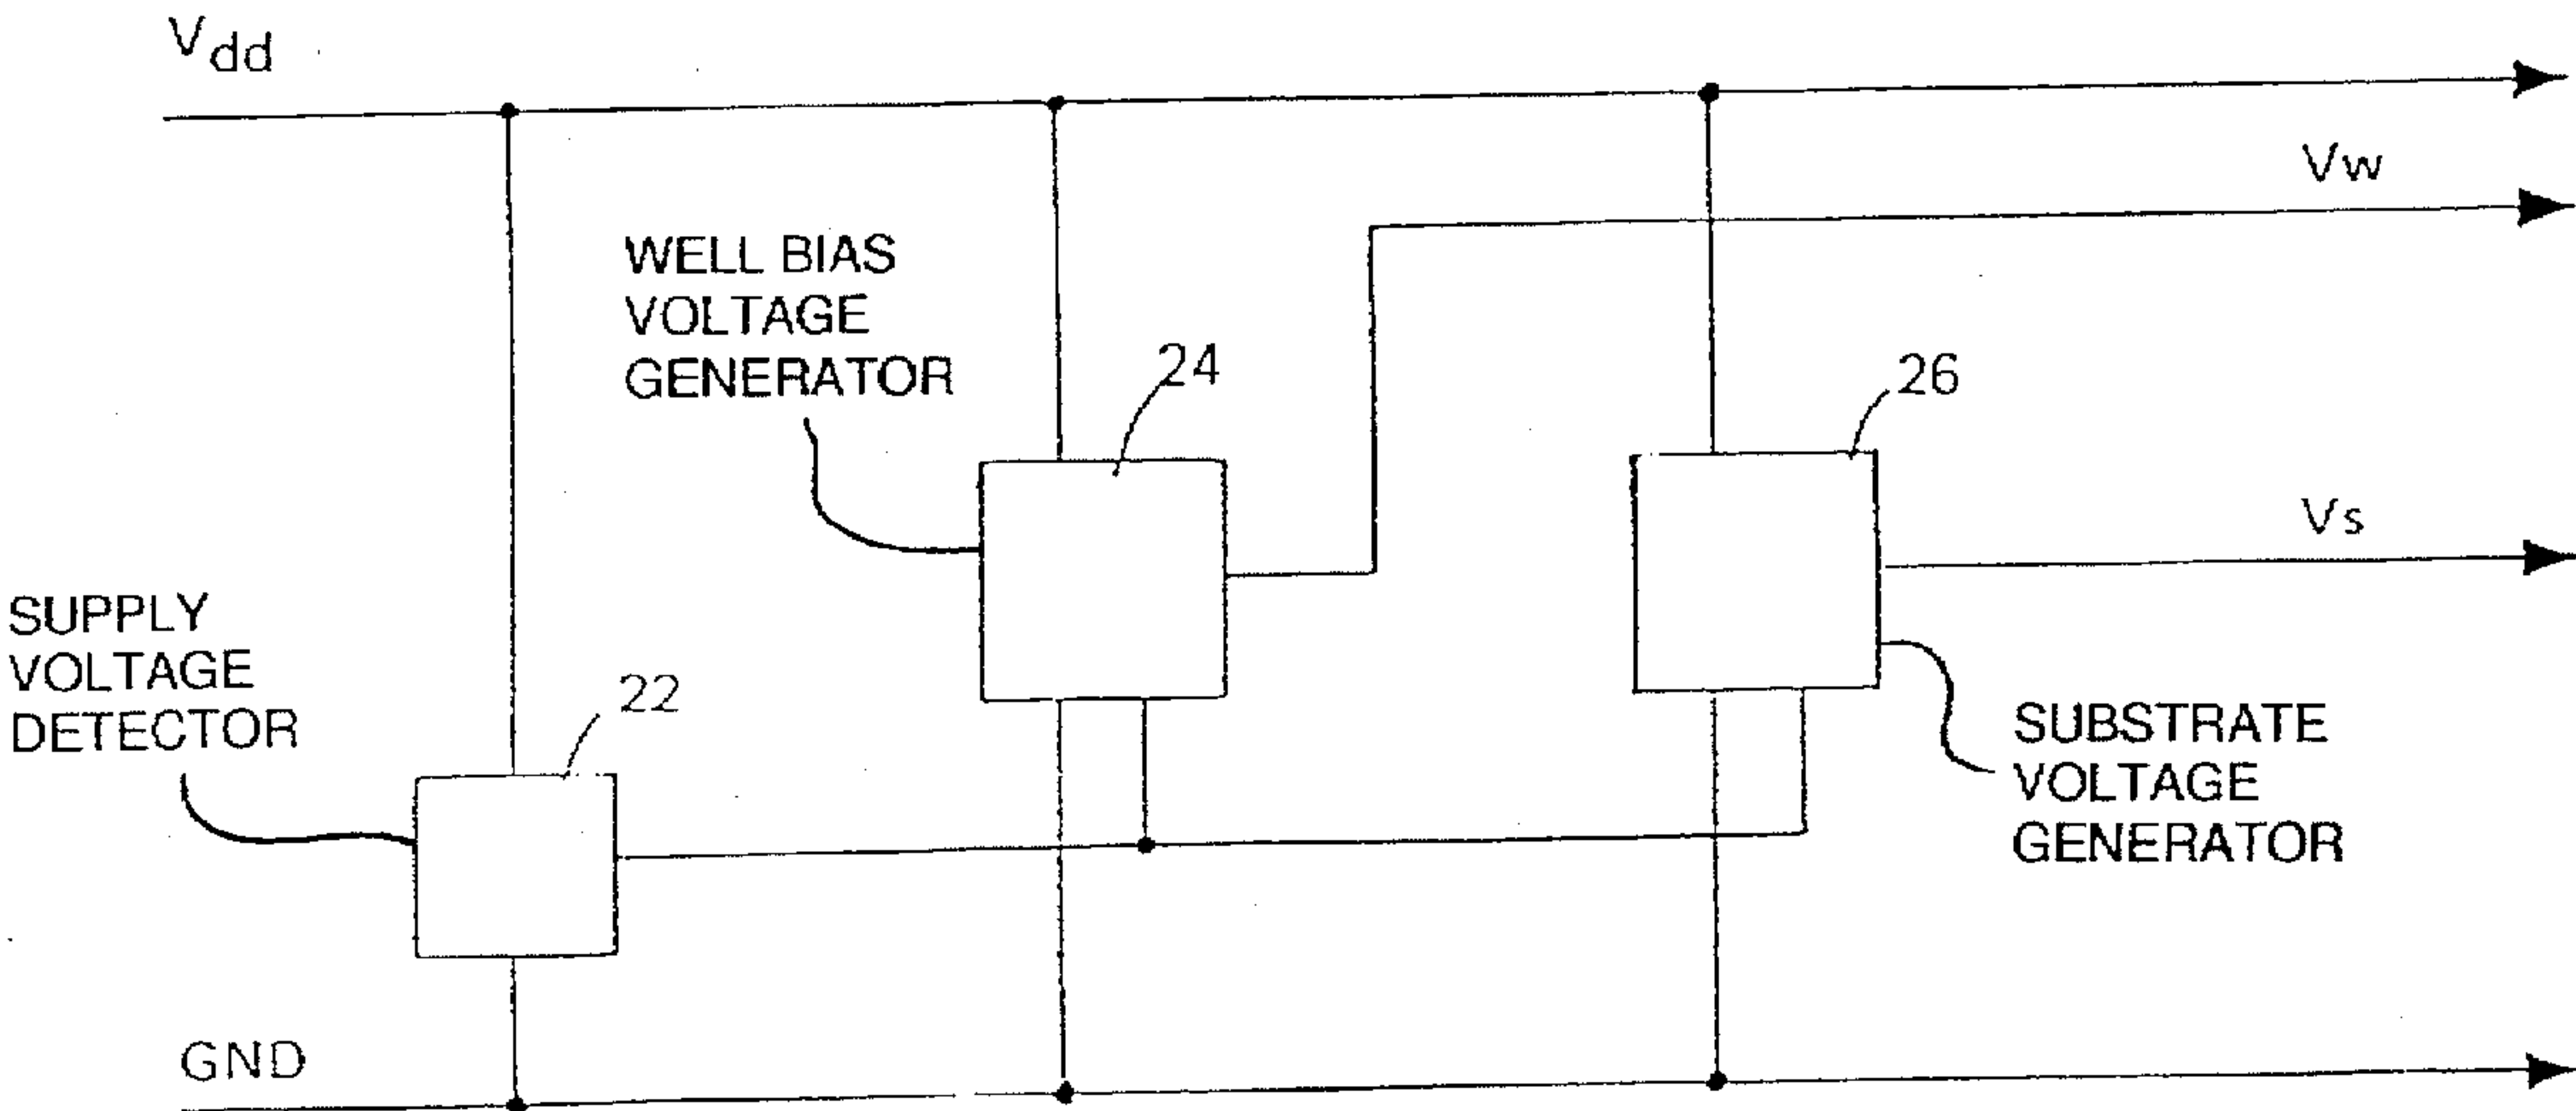 Vdd
Vw
WELL BIAS
VOLTAGE
GENERATOR
24
26
Vs
SUPPLY
VOLTAGE
DETECTOR
22
SUBSTRATE
VOLTAGE
GENERATOR
GND